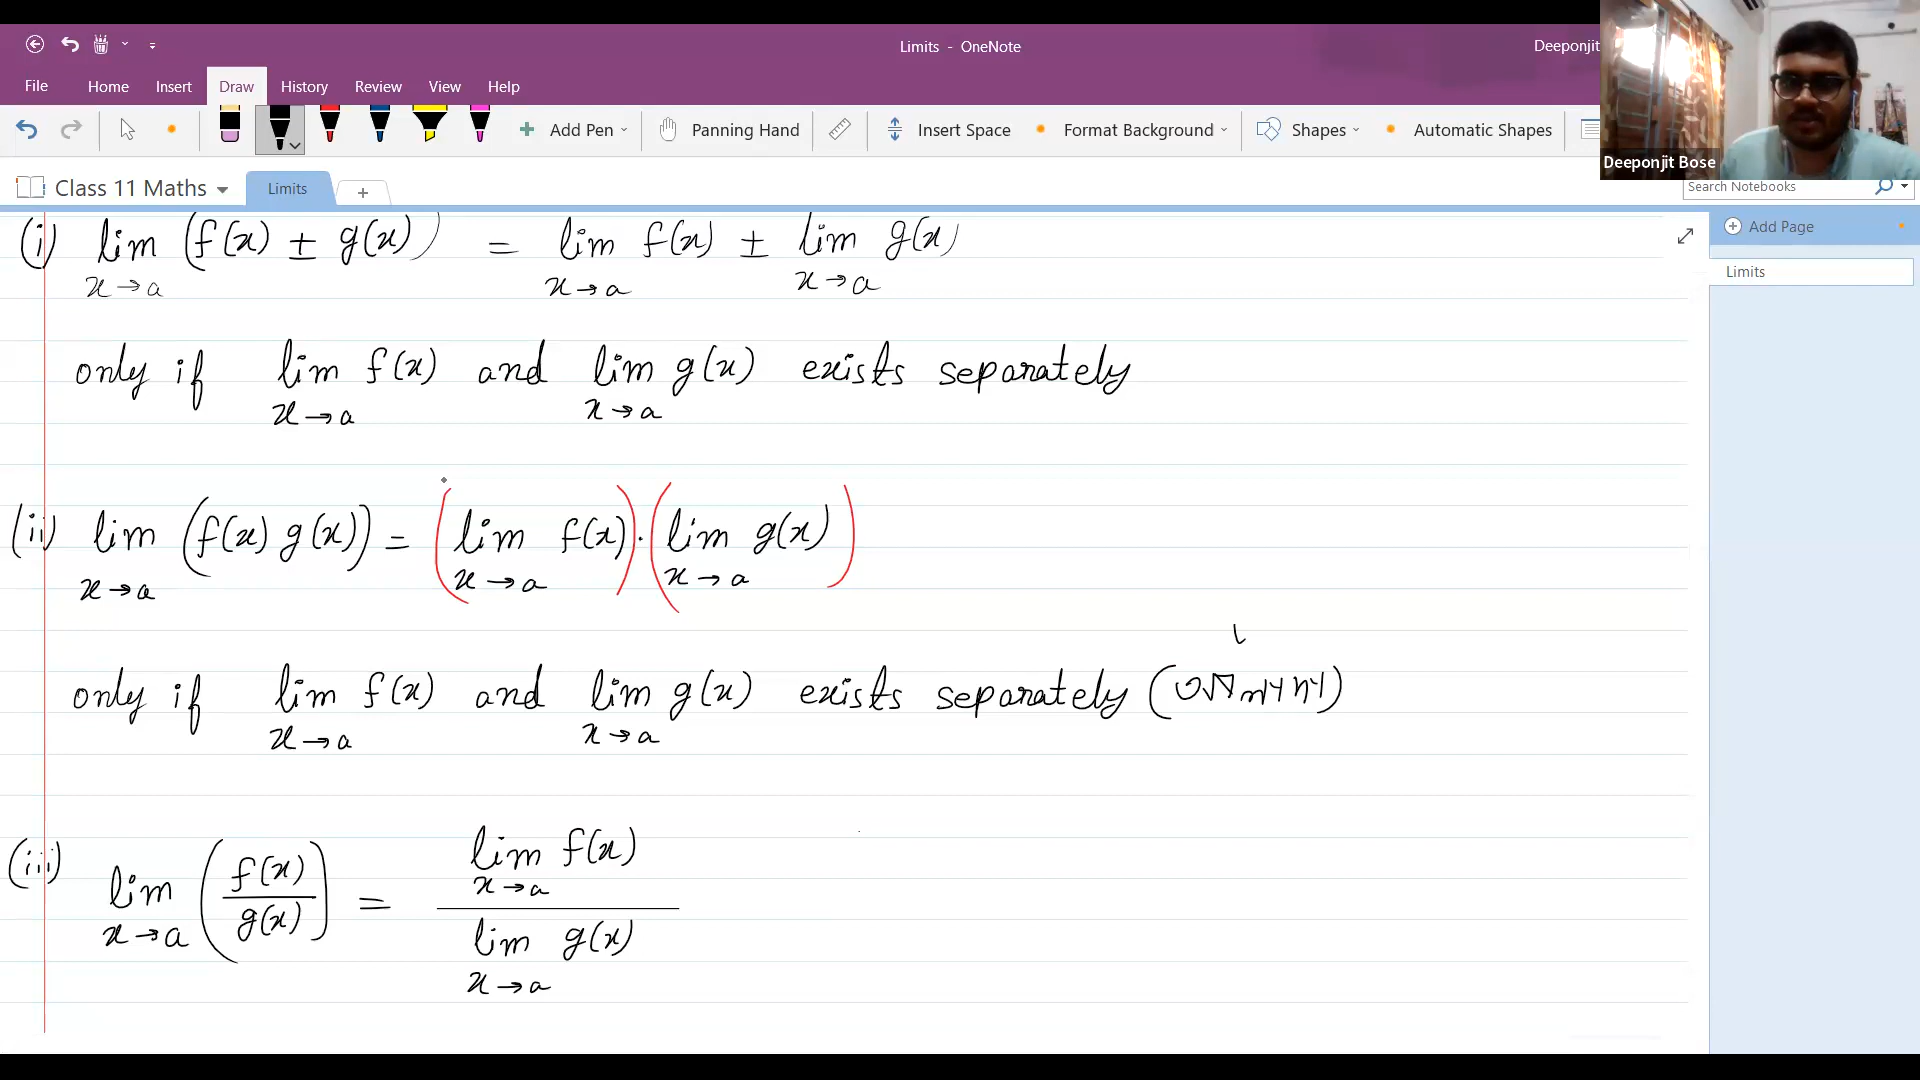 Limits - OneNote
Deeponjit
File Home Insert Draw History Review View Help
Add Pen Panning Hand Insert Space Format Background Shapes Automatic Shapes
Deeponjit Bose
Class 11 Maths Limits
Search Notebooks
Add Page
Limits
(i) lim (f(x) ± g(x)) = lim f(x) ± lim g(x)
x→a x→a x→a
only if lim f(x) and lim g(x) exists separately
x→a x→a
(ii) lim (f(x) g(x)) = (lim f(x)) · (lim g(x))
x→a x→a x→a
only if lim f(x) and lim g(x) exists separately
x→a x→a
(iii) lim (f(x)/g(x)) = lim f(x)
x→a x→a
lim g(x)
x→a